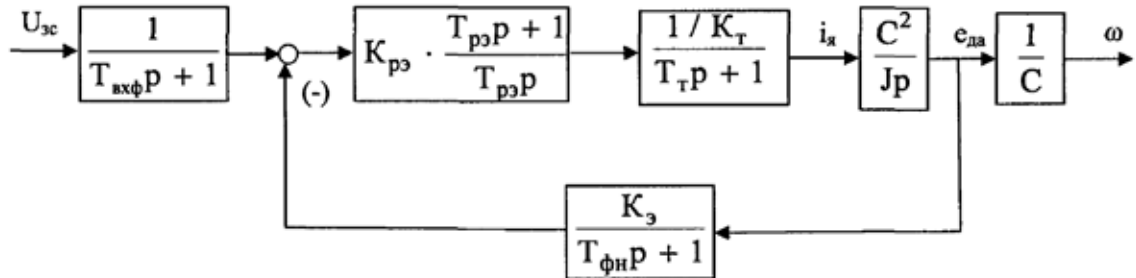 U_зс
1 / (T_вхф p + 1)
(-)
K_рэ · (T_рэ p + 1) / (T_рэ p)
(1 / K_т) / (T_т p + 1)
i_я
C² / (Jp)
e_да
1 / C
ω
K_э / (T_фн p + 1)